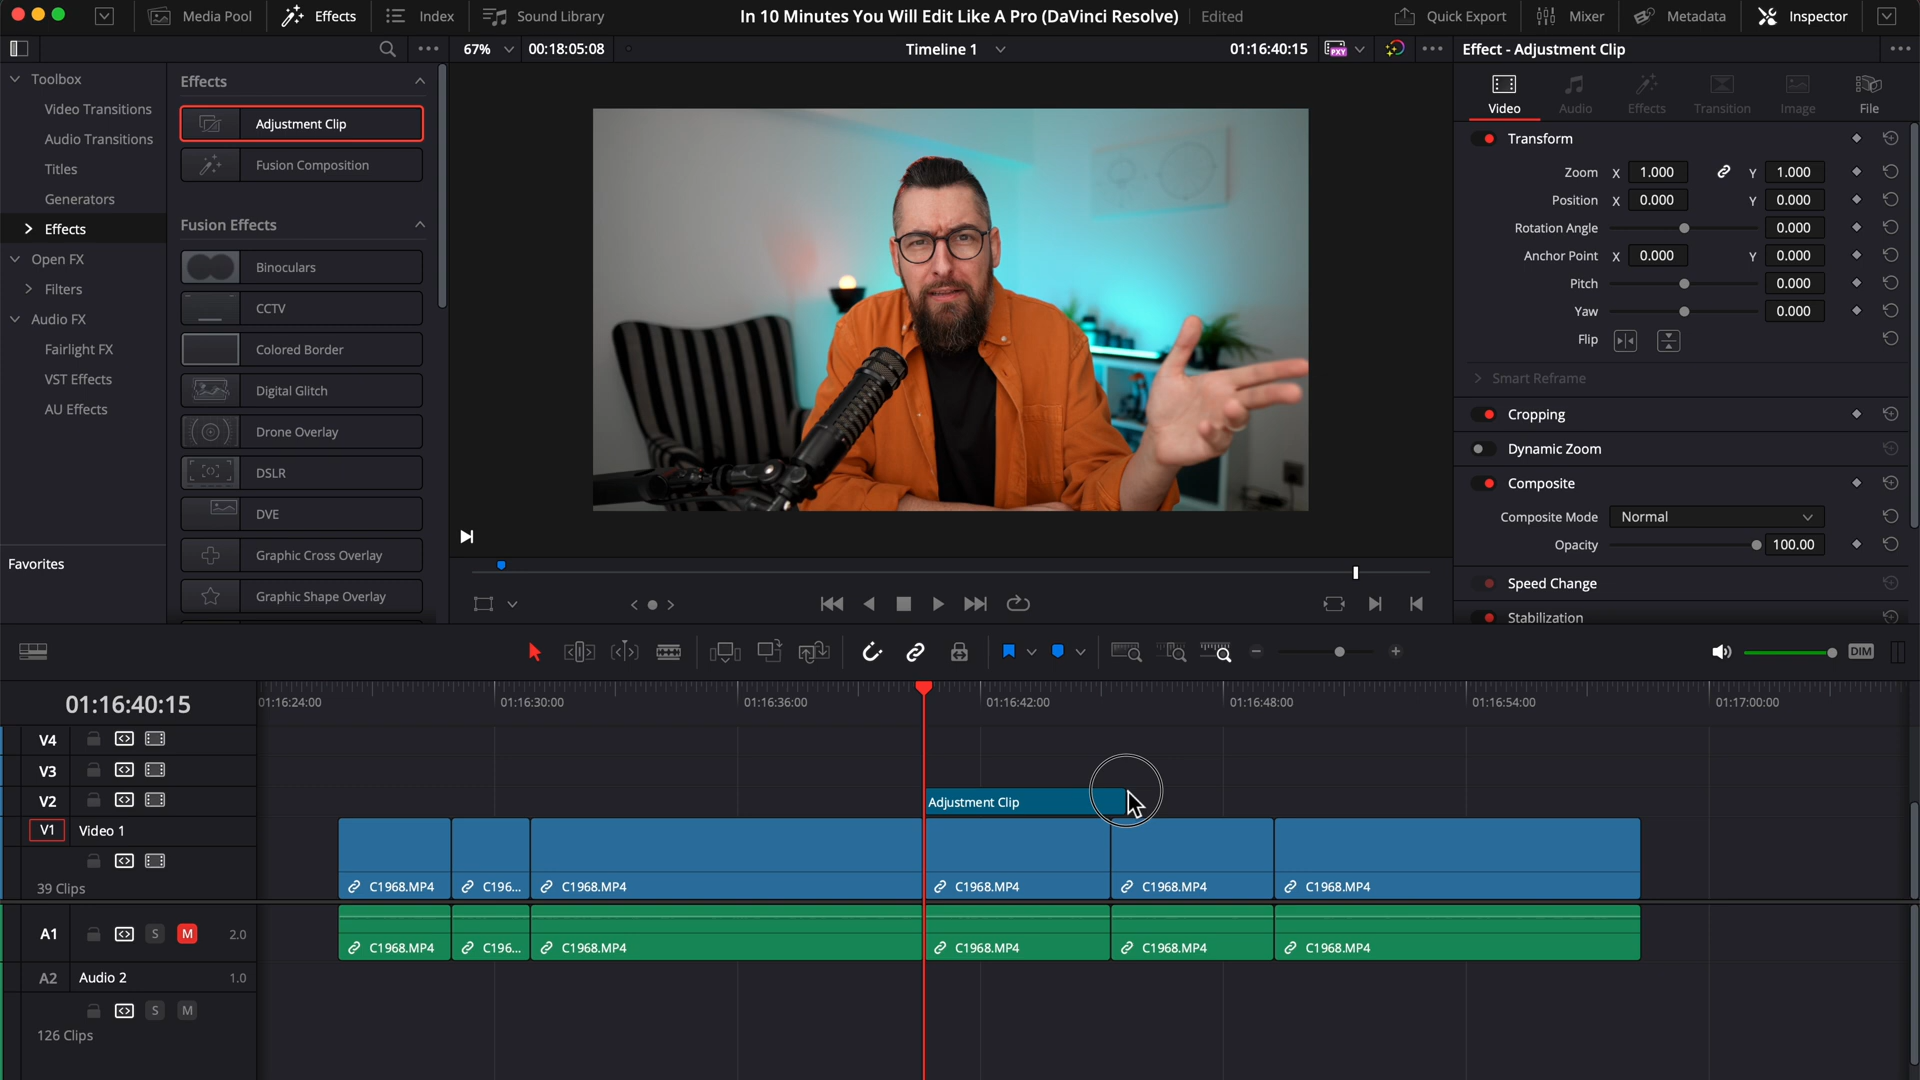 Media Pool
Effects
Index
Sound Library
In 10 Minutes You Will Edit Like A Pro (DaVinci Resolve)
Edited
Quick Export
Mixer
Metadata
Inspector
67%
00:18:05:08
Timeline 1
01:16:40:15
PXY
Effect - Adjustment Clip
Toolbox
Video Transitions
Audio Transitions
Titles
Generators
Effects
Open FX
Filters
Audio FX
Fairlight FX
VST Effects
AU Effects
Favorites
Effects
Adjustment Clip
Fusion Composition
Fusion Effects
Binoculars
CCTV
Colored Border
Digital Glitch
Drone Overlay
DSLR
DVE
Graphic Cross Overlay
Graphic Shape Overlay
Video
Audio
Effects
Transition
Image
File
Transform
Zoom X 1.000 Y 1.000
Position X 0.000 Y 0.000
Rotation Angle 0.000
Anchor Point X 0.000 Y 0.000
Pitch 0.000
Yaw 0.000
Flip
Smart Reframe
Cropping
Dynamic Zoom
Composite
Composite Mode Normal
Opacity 100.00
Speed Change
Stabilization
DIM
01:16:40:15
01:16:24:00
01:16:30:00
01:16:36:00
01:16:42:00
01:16:48:00
01:16:54:00
01:17:00:00
V4
V3
V2
Adjustment Clip
V1 Video 1
39 Clips
C1968.MP4
C196...
C1968.MP4
C1968.MP4
C1968.MP4
C1968.MP4
A1 S M 2.0
C1968.MP4
C196...
C1968.MP4
C1968.MP4
C1968.MP4
C1968.MP4
A2 Audio 2 1.0
S M
126 Clips